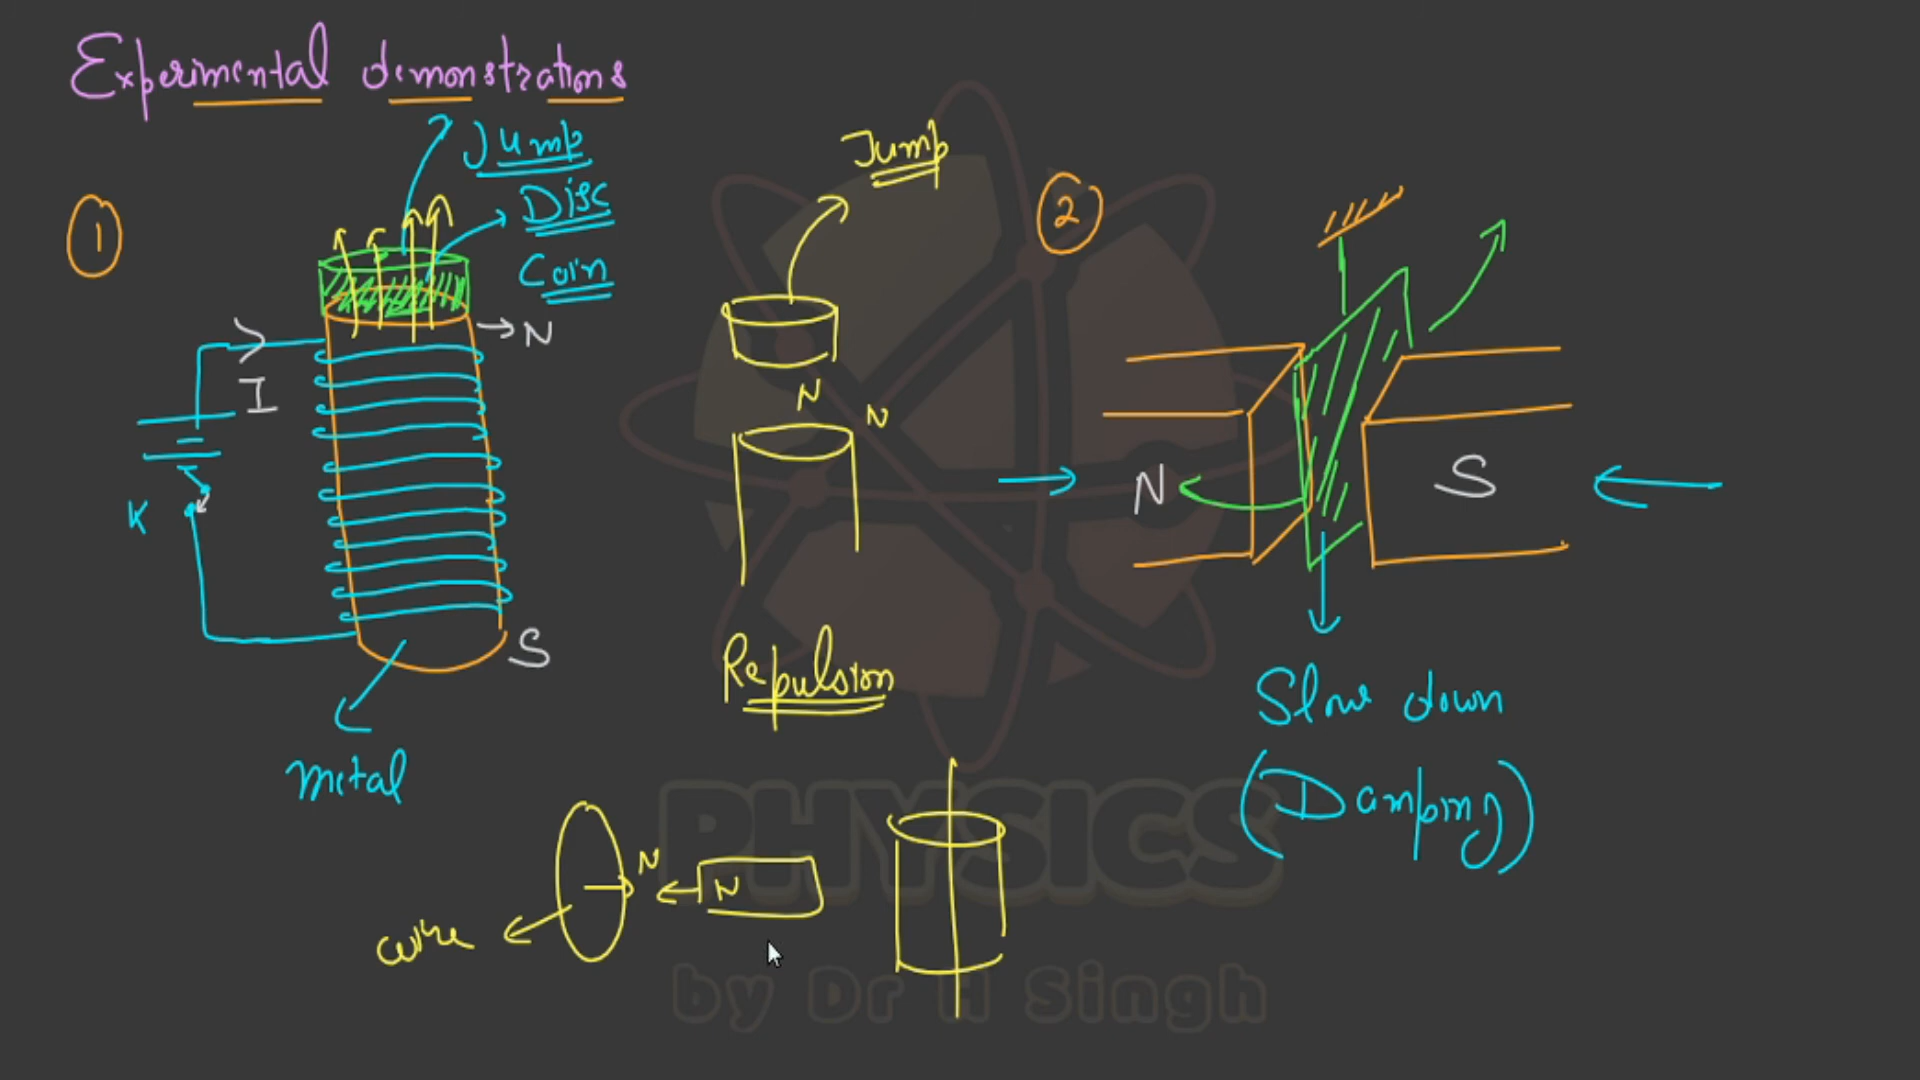 Experimental demonstrations
1
Jump
Disc
Coin
N
I
K
S
Metal
Jump
N
N
Repulsion
2
N
S
Slow down
(Damping)
wire
N
N
PHYSICS
by Dr H Singh